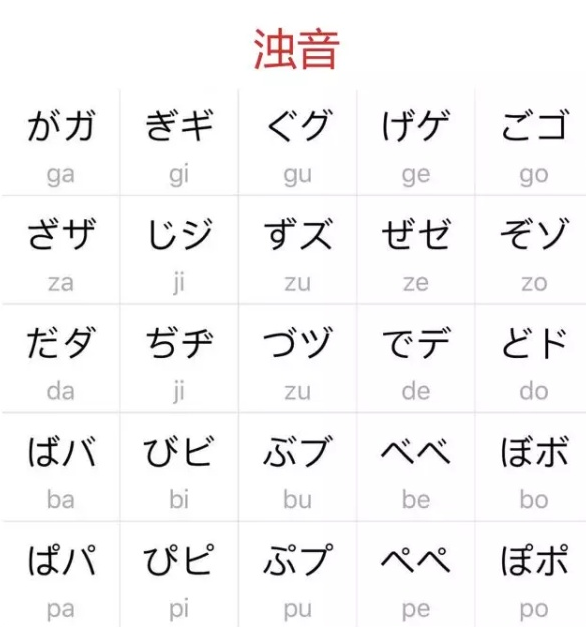 浊音
がガ ぎギ ぐグ げゲ ごゴ
ga gi gu ge go
ざザ じジ ずズ ぜゼ ぞゾ
za ji zu ze zo
だダ ぢヂ づヅ でデ どド
da ji zu de do
ばバ びビ ぶブ べベ ぼボ
ba bi bu be bo
ぱパ ぴピ ぷプ ぺペ ぽポ
pa pi pu pe po